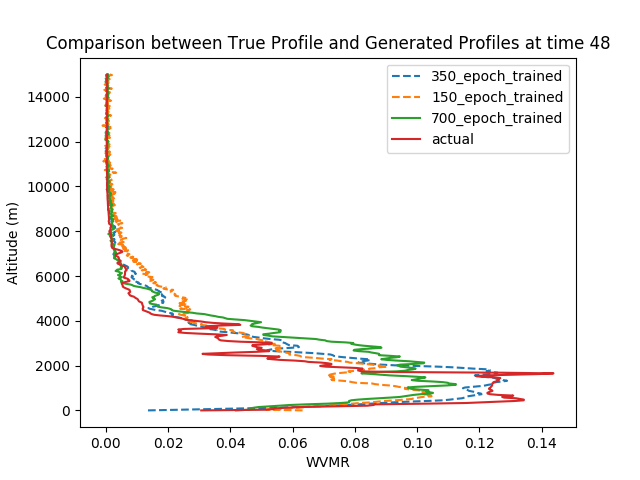 Comparison between True Profile and Generated Profiles at time 48
350_epoch_trained
150_epoch_trained
700_epoch_trained
actual
Altitude (m)
14000
12000
10000
8000
6000
4000
2000
0
0.00 0.02 0.04 0.06 0.08 0.10 0.12 0.14
WVMR